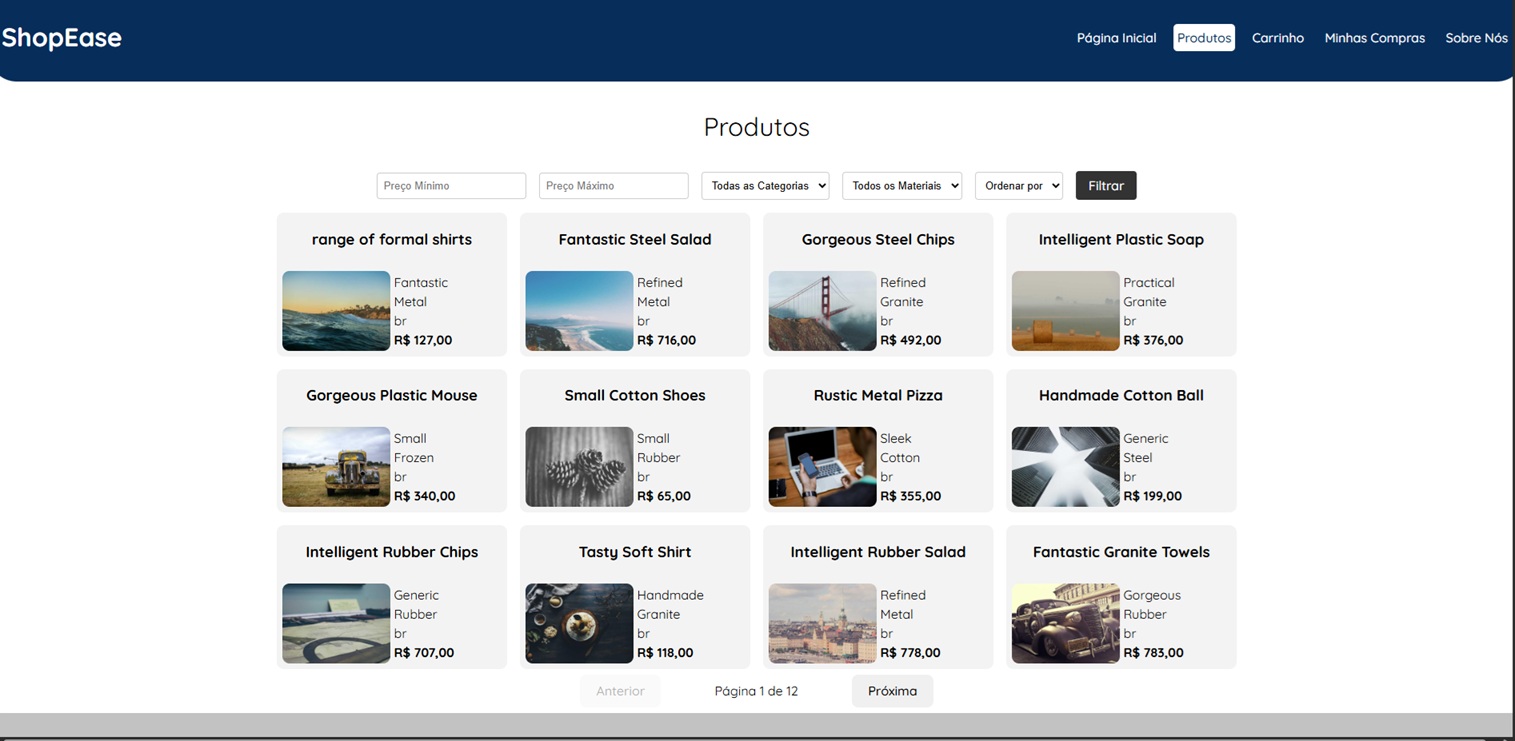 ShopEase
Página Inicial Produtos Carrinho Minhas Compras Sobre Nós
Produtos
Preço Mínimo Preço Máximo Todas as Categorias Todos os Materiais Ordenar por Filtrar
range of formal shirts
Fantastic
Metal
br
R$ 127,00
Fantastic Steel Salad
Refined
Metal
br
R$ 716,00
Gorgeous Steel Chips
Refined
Granite
br
R$ 492,00
Intelligent Plastic Soap
Practical
Granite
br
R$ 376,00
Gorgeous Plastic Mouse
Small
Frozen
br
R$ 340,00
Small Cotton Shoes
Small
Rubber
br
R$ 65,00
Rustic Metal Pizza
Sleek
Cotton
br
R$ 355,00
Handmade Cotton Ball
Generic
Steel
br
R$ 199,00
Intelligent Rubber Chips
Generic
Rubber
br
R$ 707,00
Tasty Soft Shirt
Handmade
Granite
br
R$ 118,00
Intelligent Rubber Salad
Refined
Metal
br
R$ 778,00
Fantastic Granite Towels
Gorgeous
Rubber
br
R$ 783,00
Anterior Página 1 de 12 Próxima